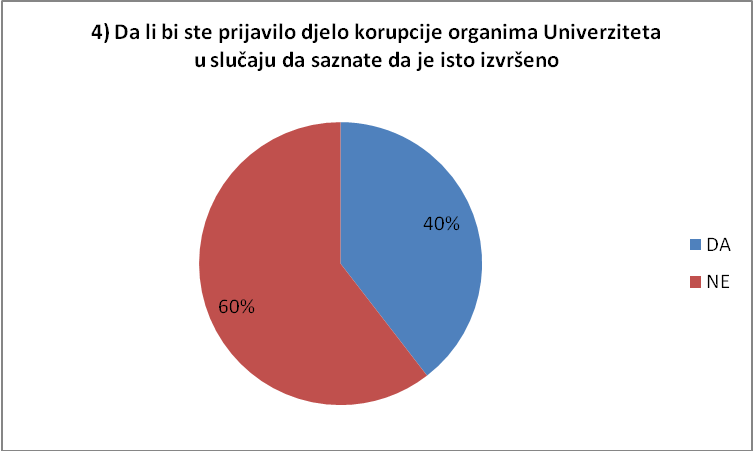 4) Da li bi ste prijavilo djelo korupcije organima Univerziteta
u slučaju da saznate da je isto izvršeno
40%
DA
NE
60%